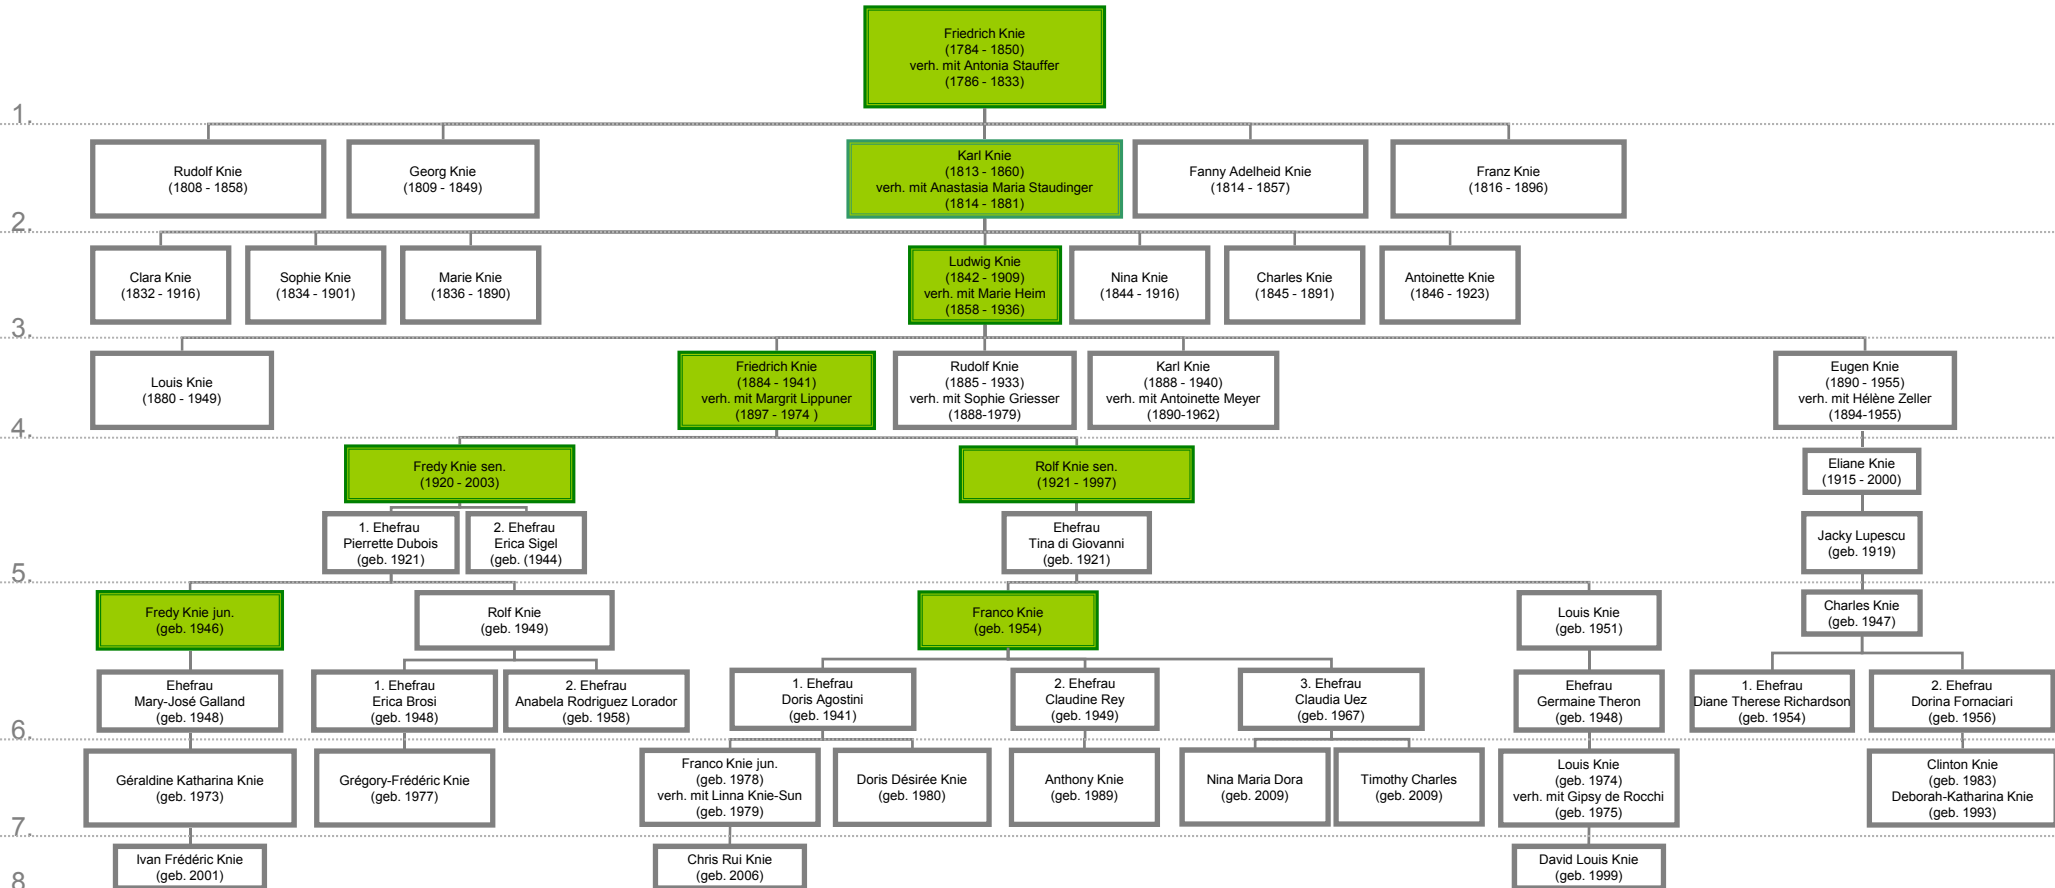 Friedrich Knie
(1784 - 1850)
verh. mit Antonia Stauffer
(1786 - 1833)
1.
Rudolf Knie
(1808 - 1858)
Georg Knie
(1809 - 1849)
Karl Knie
(1813 - 1860)
verh. mit Anastasia Maria Staudinger
(1814 - 1881)
Fanny Adelheid Knie
(1814 - 1857)
Franz Knie
(1816 - 1896)
2.
Clara Knie
(1832 - 1916)
Sophie Knie
(1834 - 1901)
Marie Knie
(1836 - 1890)
Ludwig Knie
(1842 - 1909)
verh. mit Marie Heim
(1858 - 1936)
Nina Knie
(1844 - 1916)
Charles Knie
(1845 - 1891)
Antoinette Knie
(1846 - 1923)
3.
Louis Knie
(1880 - 1949)
Friedrich Knie
(1884 - 1941)
verh. mit Margrit Lippuner
(1897 - 1974 )
Rudolf Knie
(1885 - 1933)
verh. mit Sophie Griesser
(1888-1979)
Karl Knie
(1888 - 1940)
verh. mit Antoinette Meyer
(1890-1962)
Eugen Knie
(1890 - 1955)
verh. mit Hélène Zeller
(1894-1955)
4.
Fredy Knie sen.
(1920 - 2003)
Rolf Knie sen.
(1921 - 1997)
Eliane Knie
(1915 - 2000)
1. Ehefrau
Pierrette Dubois
(geb. 1921)
2. Ehefrau
Erica Sigel
(geb. (1944)
Ehefrau
Tina di Giovanni
(geb. 1921)
Jacky Lupescu
(geb. 1919)
5.
Fredy Knie jun.
(geb. 1946)
Rolf Knie
(geb. 1949)
Franco Knie
(geb. 1954)
Louis Knie
(geb. 1951)
Charles Knie
(geb. 1947)
Ehefrau
Mary-José Galland
(geb. 1948)
1. Ehefrau
Erica Brosi
(geb. 1948)
2. Ehefrau
Anabela Rodriguez Lorador
(geb. 1958)
1. Ehefrau
Doris Agostini
(geb. 1941)
2. Ehefrau
Claudine Rey
(geb. 1949)
3. Ehefrau
Claudia Uez
(geb. 1967)
Ehefrau
Germaine Theron
(geb. 1948)
1. Ehefrau
Diane Therese Richardson
(geb. 1954)
2. Ehefrau
Dorina Fornaciari
(geb. 1956)
6.
Géraldine Katharina Knie
(geb. 1973)
Grégory-Frédéric Knie
(geb. 1977)
Franco Knie jun.
(geb. 1978)
verh. mit Linna Knie-Sun
(geb. 1979)
Doris Désirée Knie
(geb. 1980)
Anthony Knie
(geb. 1989)
Nina Maria Dora
(geb. 2009)
Timothy Charles
(geb. 2009)
Louis Knie
(geb. 1974)
verh. mit Gipsy de Rocchi
(geb. 1975)
Clinton Knie
(geb. 1983)
Deborah-Katharina Knie
(geb. 1993)
7.
Ivan Frédéric Knie
(geb. 2001)
Chris Rui Knie
(geb. 2006)
David Louis Knie
(geb. 1999)
8.